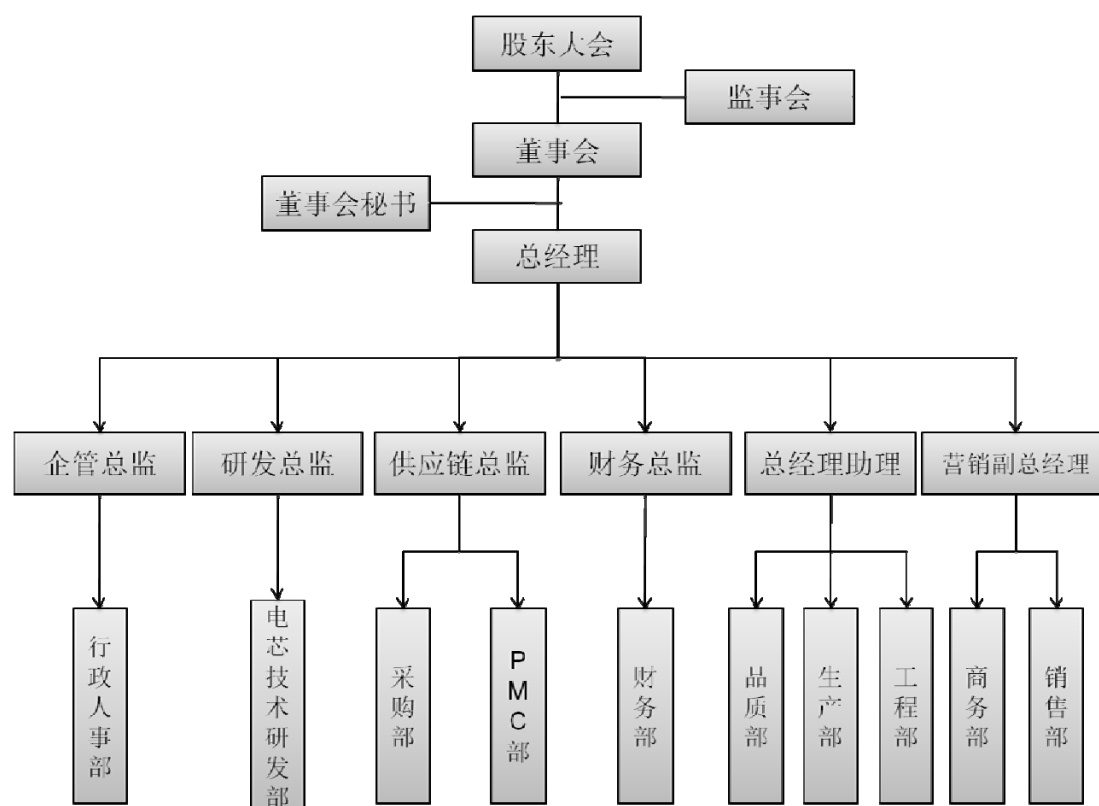 股东大会
监事会
董事会
董事会秘书
总经理
企管总监
研发总监
供应链总监
财务总监
总经理助理
营销副总经理
行政人事部
电芯技术研发部
采购部
PMC部
财务部
品质部
生产部
工程部
商务部
销售部